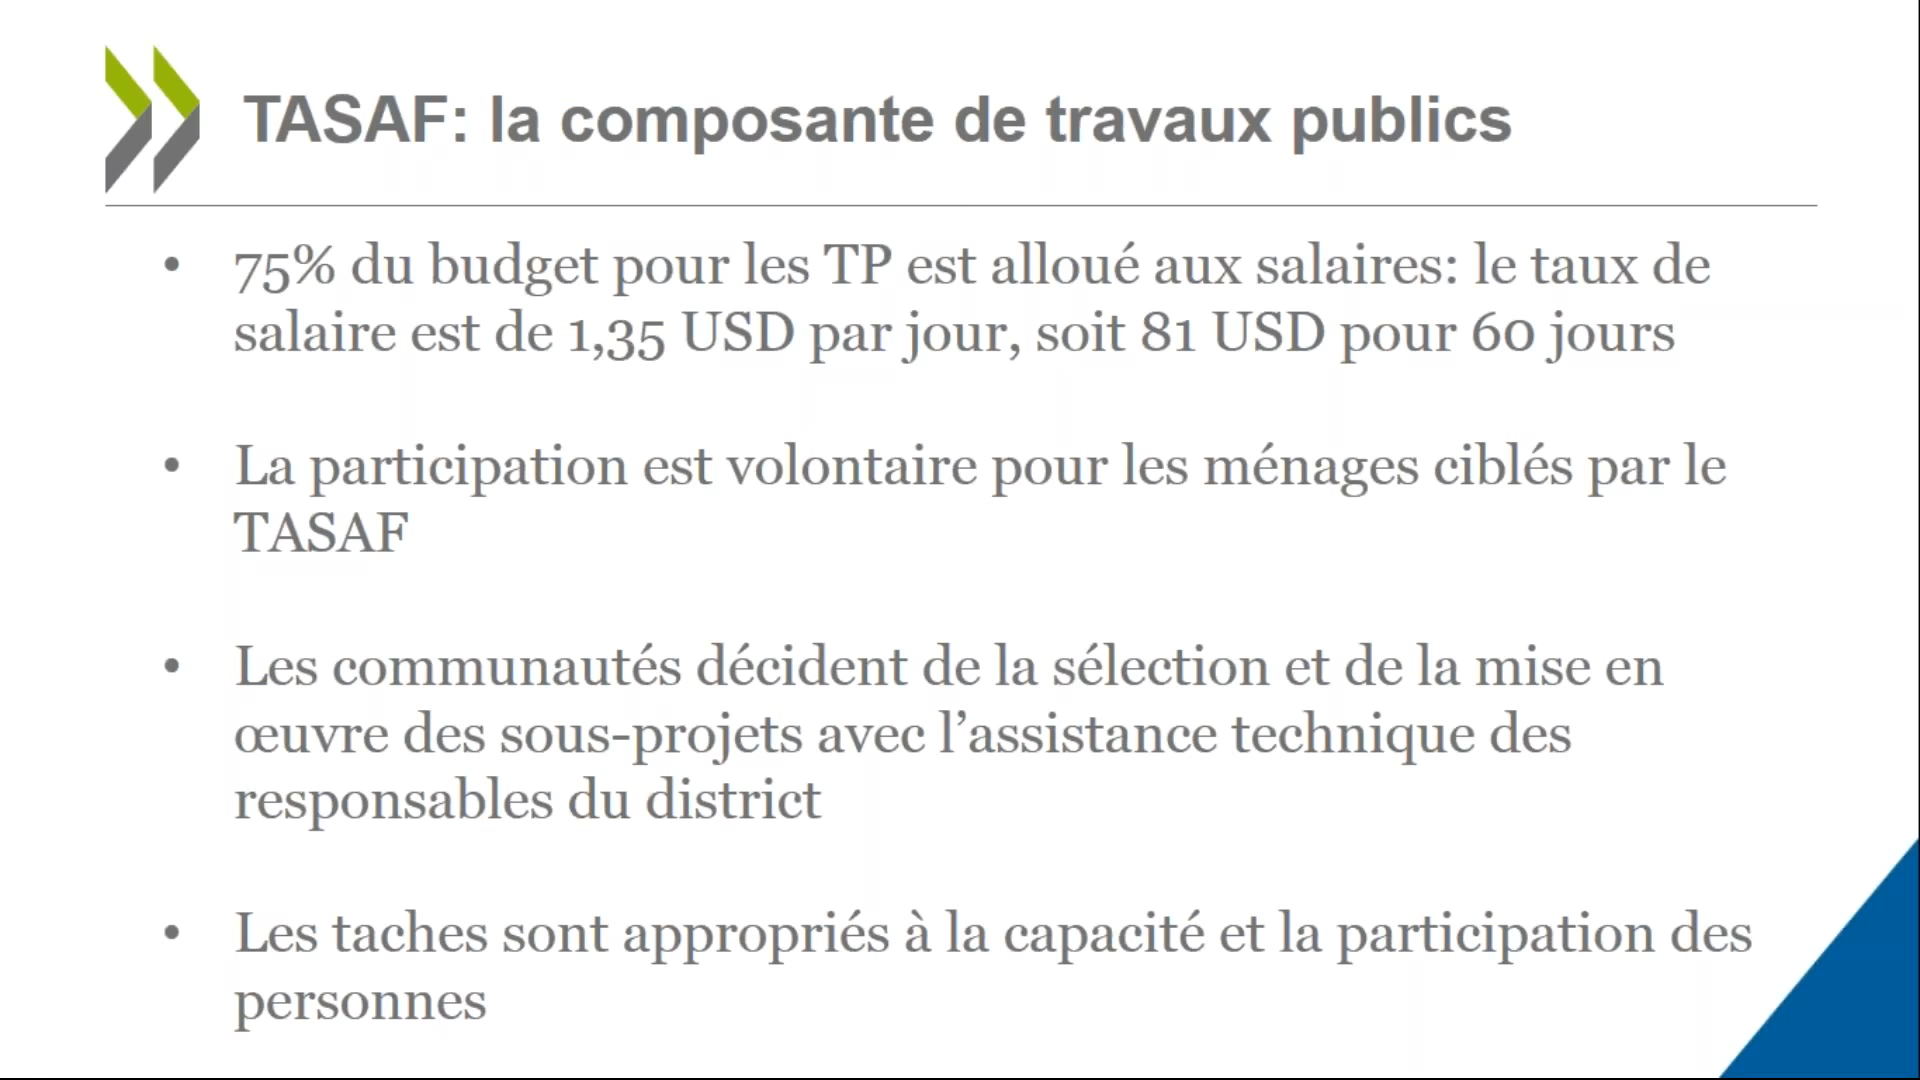 TASAF: la composante de travaux publics
• 75% du budget pour les TP est alloué aux salaires: le taux de
salaire est de 1,35 USD par jour, soit 81 USD pour 60 jours
• La participation est volontaire pour les ménages ciblés par le
TASAF
• Les communautés décident de la sélection et de la mise en
œuvre des sous-projets avec l’assistance technique des
responsables du district
• Les taches sont appropriés à la capacité et la participation des
personnes